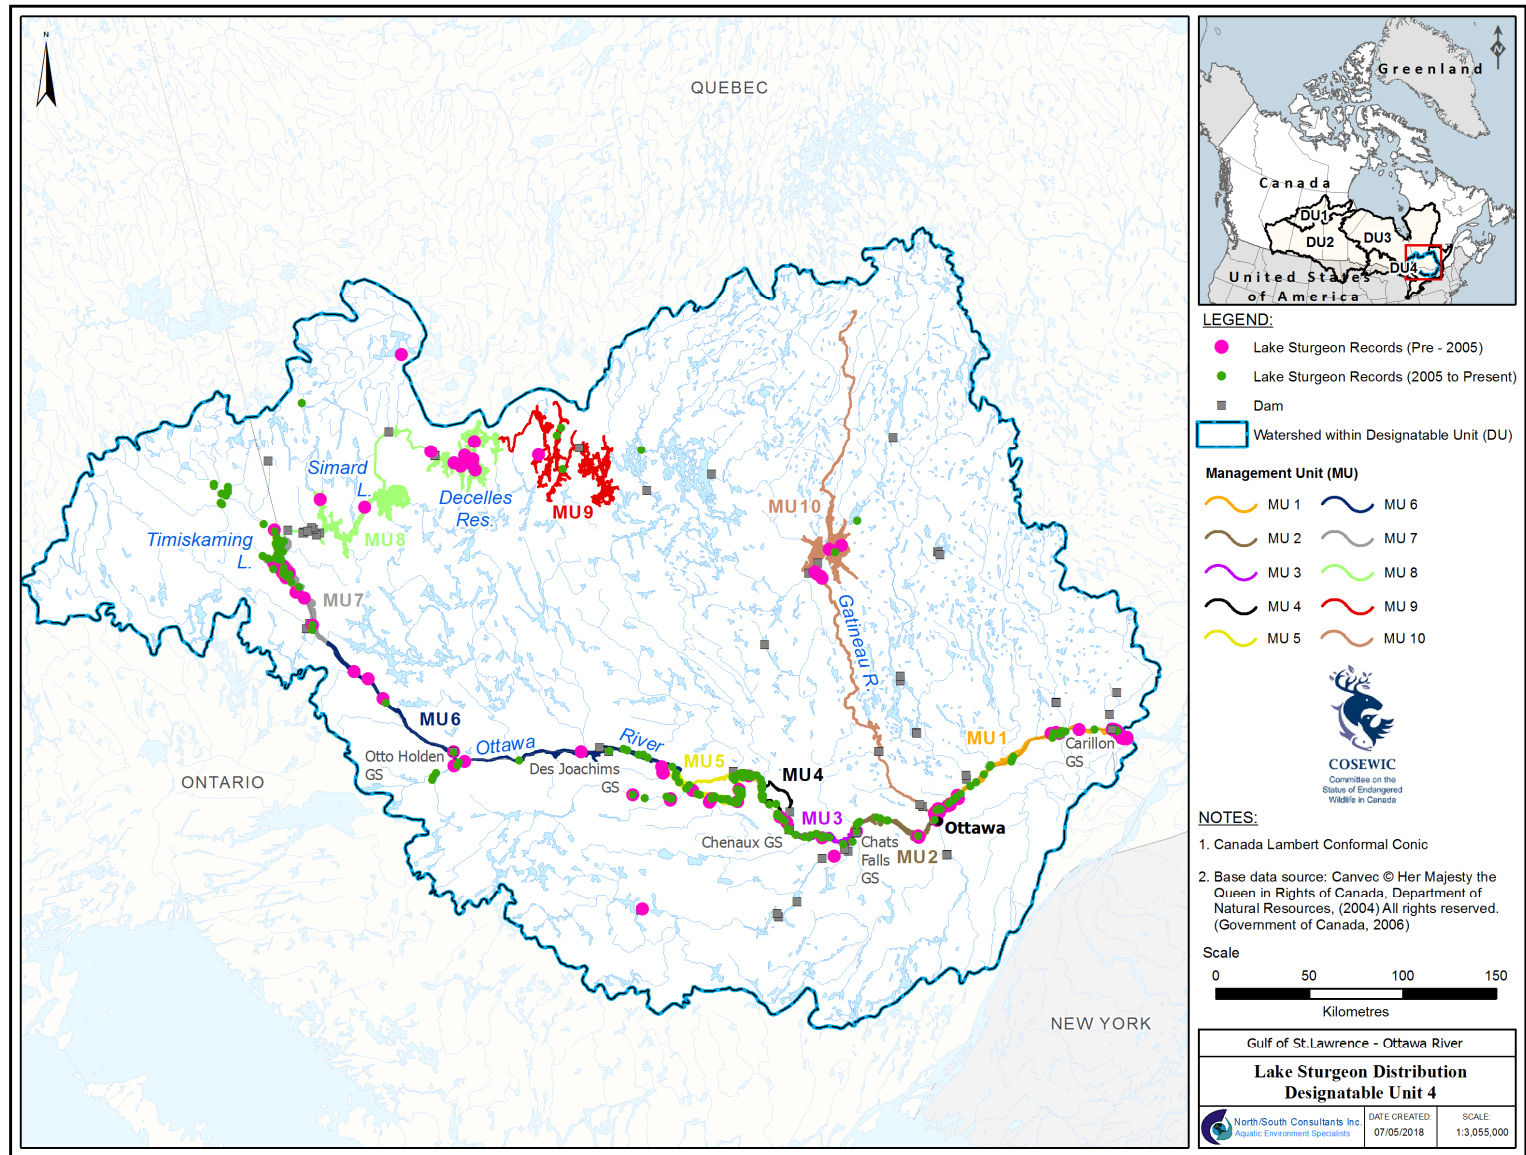 N
QUEBEC
Simard
L.
Decelles
Res.
MU9
MU10
MU8
Timiskaming
L.
MU7
Gatineau R.
MU6
Otto Holden
GS
Ottawa
River
Des Joachims
GS
MU5
MU4
MU1
Carillon
GS
ONTARIO
MU3
Ottawa
Chenaux GS
Chats
Falls
GS
MU2
NEW YORK
N
Greenland
Canada
DU1
DU2
DU3
DU4
United States
of America
LEGEND:
Lake Sturgeon Records (Pre - 2005)
Lake Sturgeon Records (2005 to Present)
Dam
Watershed within Designatable Unit (DU)
Management Unit (MU)
MU 1 MU 6
MU 2 MU 7
MU 3 MU 8
MU 4 MU 9
MU 5 MU 10
COSEWIC
Committee on the
Status of Endangered
Wildlife in Canada
NOTES:
1. Canada Lambert Conformal Conic
2. Base data source: Canvec © Her Majesty the
Queen in Rights of Canada, Department of
Natural Resources, (2004) All rights reserved.
(Government of Canada, 2006)
Scale
0 50 100 150
Kilometres
Gulf of St.Lawrence - Ottawa River
Lake Sturgeon Distribution
Designatable Unit 4
North/South Consultants Inc.
Aquatic Environment Specialists
DATE CREATED:
07/05/2018
SCALE:
1:3,055,000